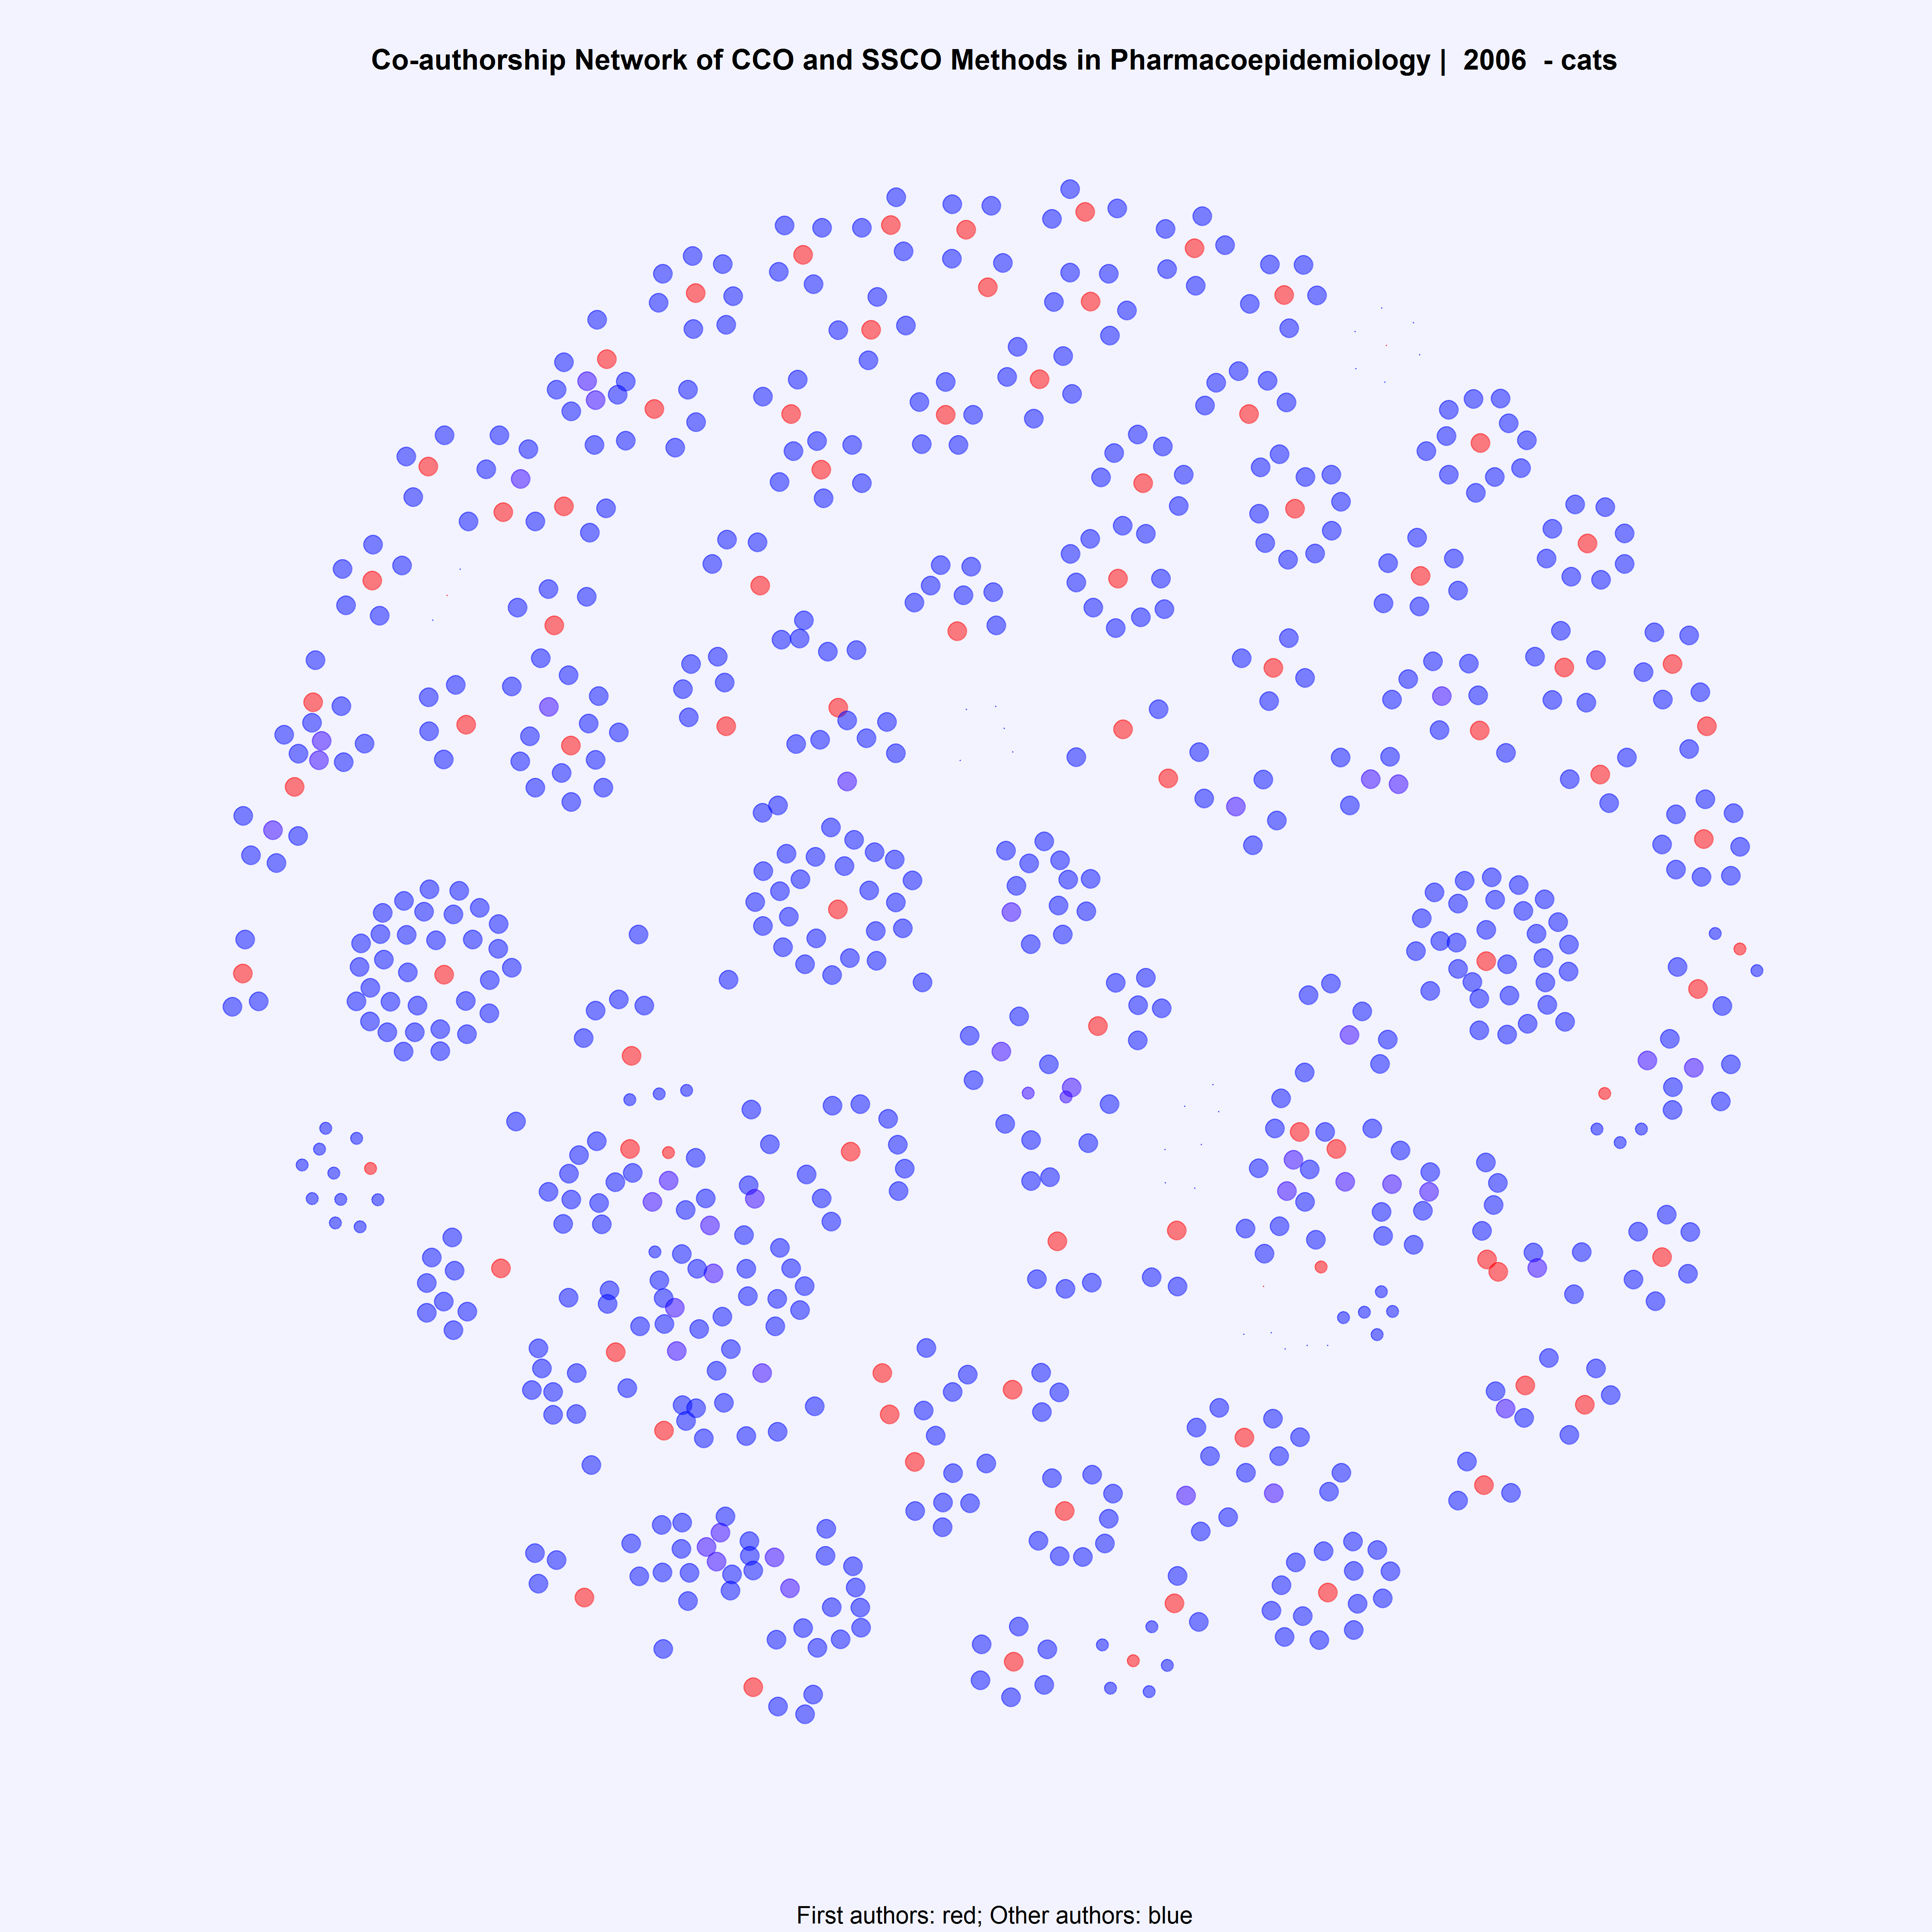 Co-authorship Network of CCO and SSCO Methods in Pharmacoepidemiology | 2006 - cats
First authors: red; Other authors: blue